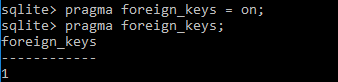 sqlite> pragma foreign_keys = on;
sqlite> pragma foreign_keys;
foreign_keys
------------
1